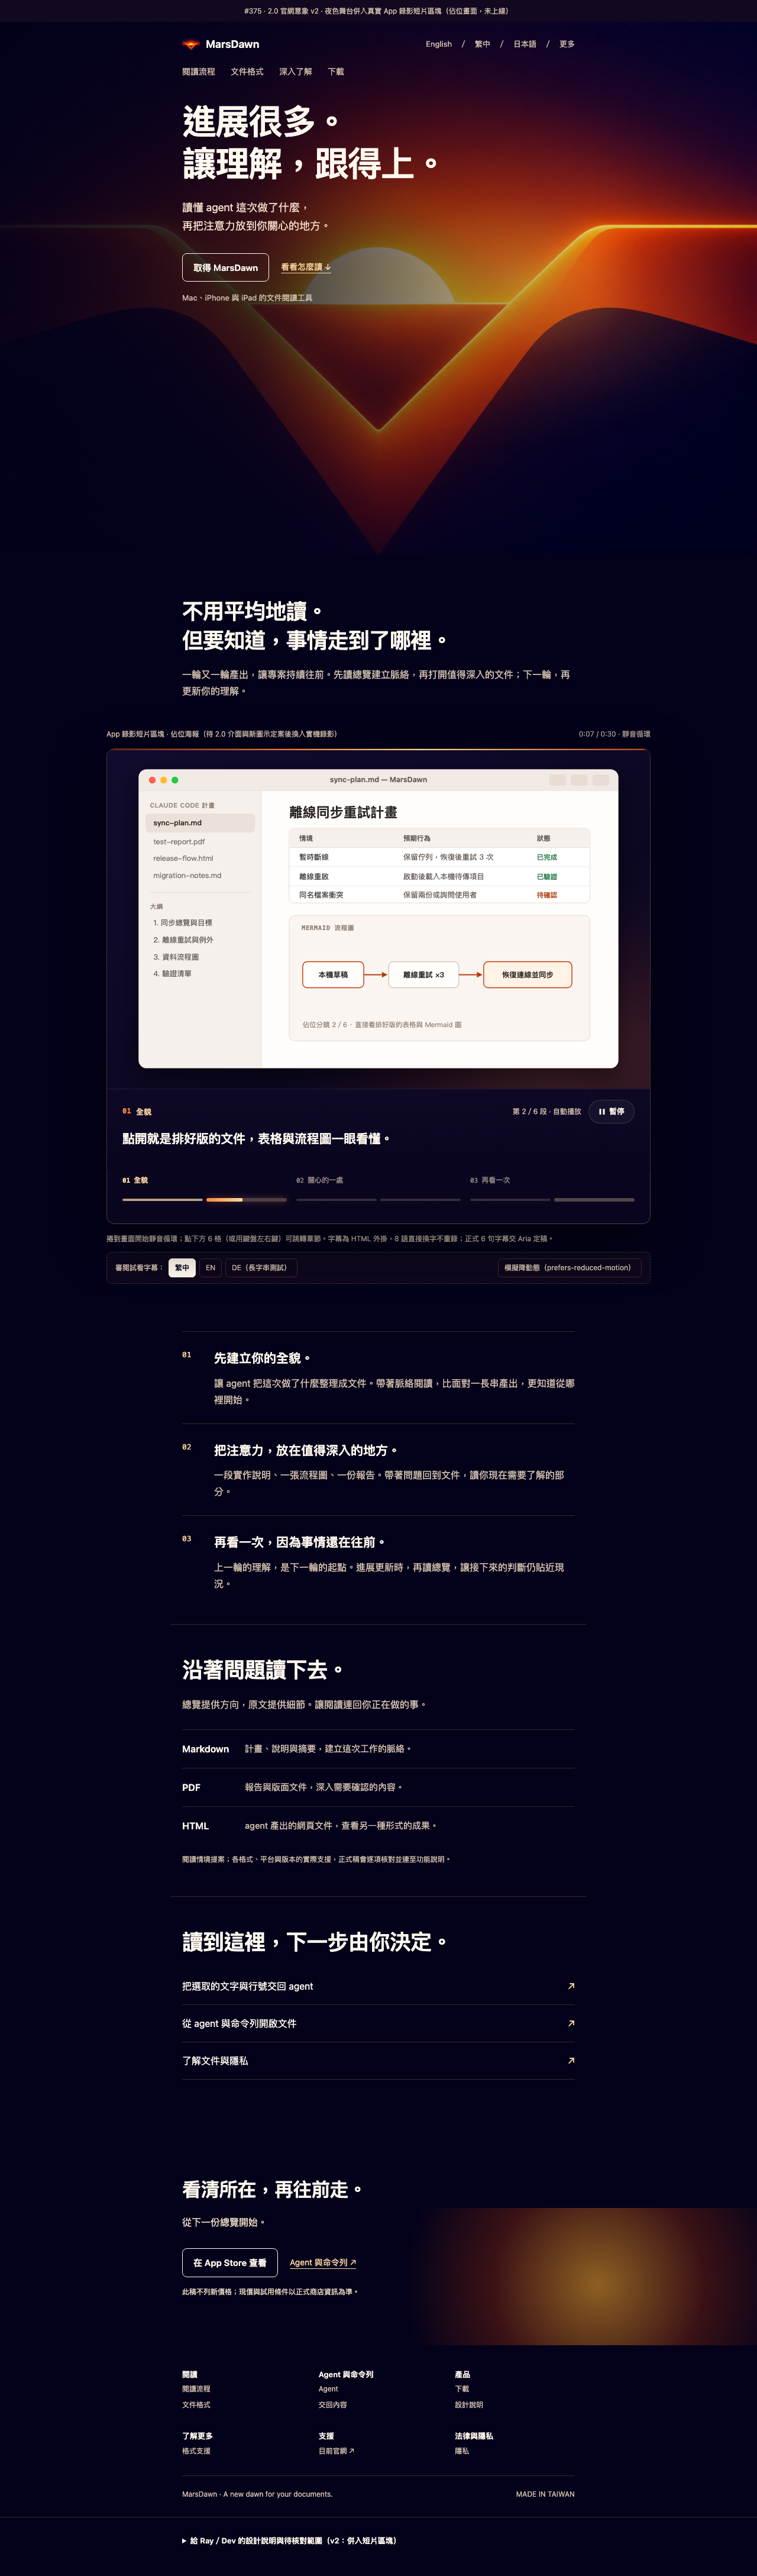 #375 · 2.0 官網意象 v2 · 夜色舞台併入真實 App 錄影短片區塊（佔位畫面，未上線）
MarsDawn
English / 繁中 / 日本語 / 更多
閱讀流程 文件格式 深入了解 下載
進展很多。
讓理解，跟得上。
讀懂 agent 這次做了什麼，
再把注意力放到你關心的地方。
取得 MarsDawn 看看怎麼讀 ↓
Mac、iPhone 與 iPad 的文件閱讀工具
不用平均地讀。
但要知道，事情走到了哪裡。
一輪又一輪產出，讓專案持續往前。先讀總覽建立脈絡，再打開值得深入的文件；下一輪，再
更新你的理解。
App 錄影短片區塊 · 佔位海報（待 2.0 介面與新圖示定案後換入實機錄影） 0:07 / 0:30 · 靜音循環
sync-plan.md — MarsDawn
CLAUDE CODE 計畫
sync-plan.md
test-report.pdf
release-flow.html
migration-notes.md
大綱
1. 同步總覽與目標
2. 離線重試與例外
3. 資料流程圖
4. 驗證清單
離線同步重試計畫
情境 預期行為 狀態
暫時斷線 保留佇列，恢復後重試 3 次 已完成
離線重啟 啟動後載入本機待傳項目 已驗證
同名檔案衝突 保留兩份或詢問使用者 待確認
MERMAID 流程圖
本機草稿 離線重試 ×3 恢復連線並同步
佔位分鏡 2 / 6 · 直接看排好版的表格與 Mermaid 圖
01 全貌 第 2 / 6 段 · 自動播放 暫停
點開就是排好版的文件，表格與流程圖一眼看懂。
01 全貌 02 關心的一處 03 再看一次
捲到畫面開始靜音循環；點下方 6 格（或用鍵盤左右鍵）可跳轉章節。字幕為 HTML 外掛，8 語直接換字不重錄；正式 6 句字幕交 Aria 定稿。
審閱試看字幕： 繁中 EN DE（長字串測試） 模擬降動態（prefers-reduced-motion）
01 先建立你的全貌。
讓 agent 把這次做了什麼整理成文件。帶著脈絡閱讀，比面對一長串產出，更知道從哪
裡開始。
02 把注意力，放在值得深入的地方。
一段實作說明、一張流程圖、一份報告。帶著問題回到文件，讀你現在需要了解的部
分。
03 再看一次，因為事情還在往前。
上一輪的理解，是下一輪的起點。進展更新時，再讀總覽，讓接下來的判斷仍貼近現
況。
沿著問題讀下去。
總覽提供方向，原文提供細節。讓閱讀連回你正在做的事。
Markdown 計畫、說明與摘要，建立這次工作的脈絡。
PDF 報告與版面文件，深入需要確認的內容。
HTML agent 產出的網頁文件，查看另一種形式的成果。
閱讀情境提案；各格式、平台與版本的實際支援，正式稿會逐項核對並連至功能說明。
讀到這裡，下一步由你決定。
把選取的文字與行號交回 agent ↗
從 agent 與命令列開啟文件 ↗
了解文件與隱私 ↗
看清所在，再往前走。
從下一份總覽開始。
在 App Store 查看 Agent 與命令列 ↗
此稿不列新價格；現價與試用條件以正式商店資訊為準。
閱讀 Agent 與命令列 產品
閱讀流程 Agent 下載
文件格式 交回內容 設計說明
了解更多 支援 法律與隱私
格式支援 目前官網 ↗ 隱私
MarsDawn · A new dawn for your documents. MADE IN TAIWAN
▶ 給 Ray / Dev 的設計說明與待核對範圍（v2：併入短片區塊）